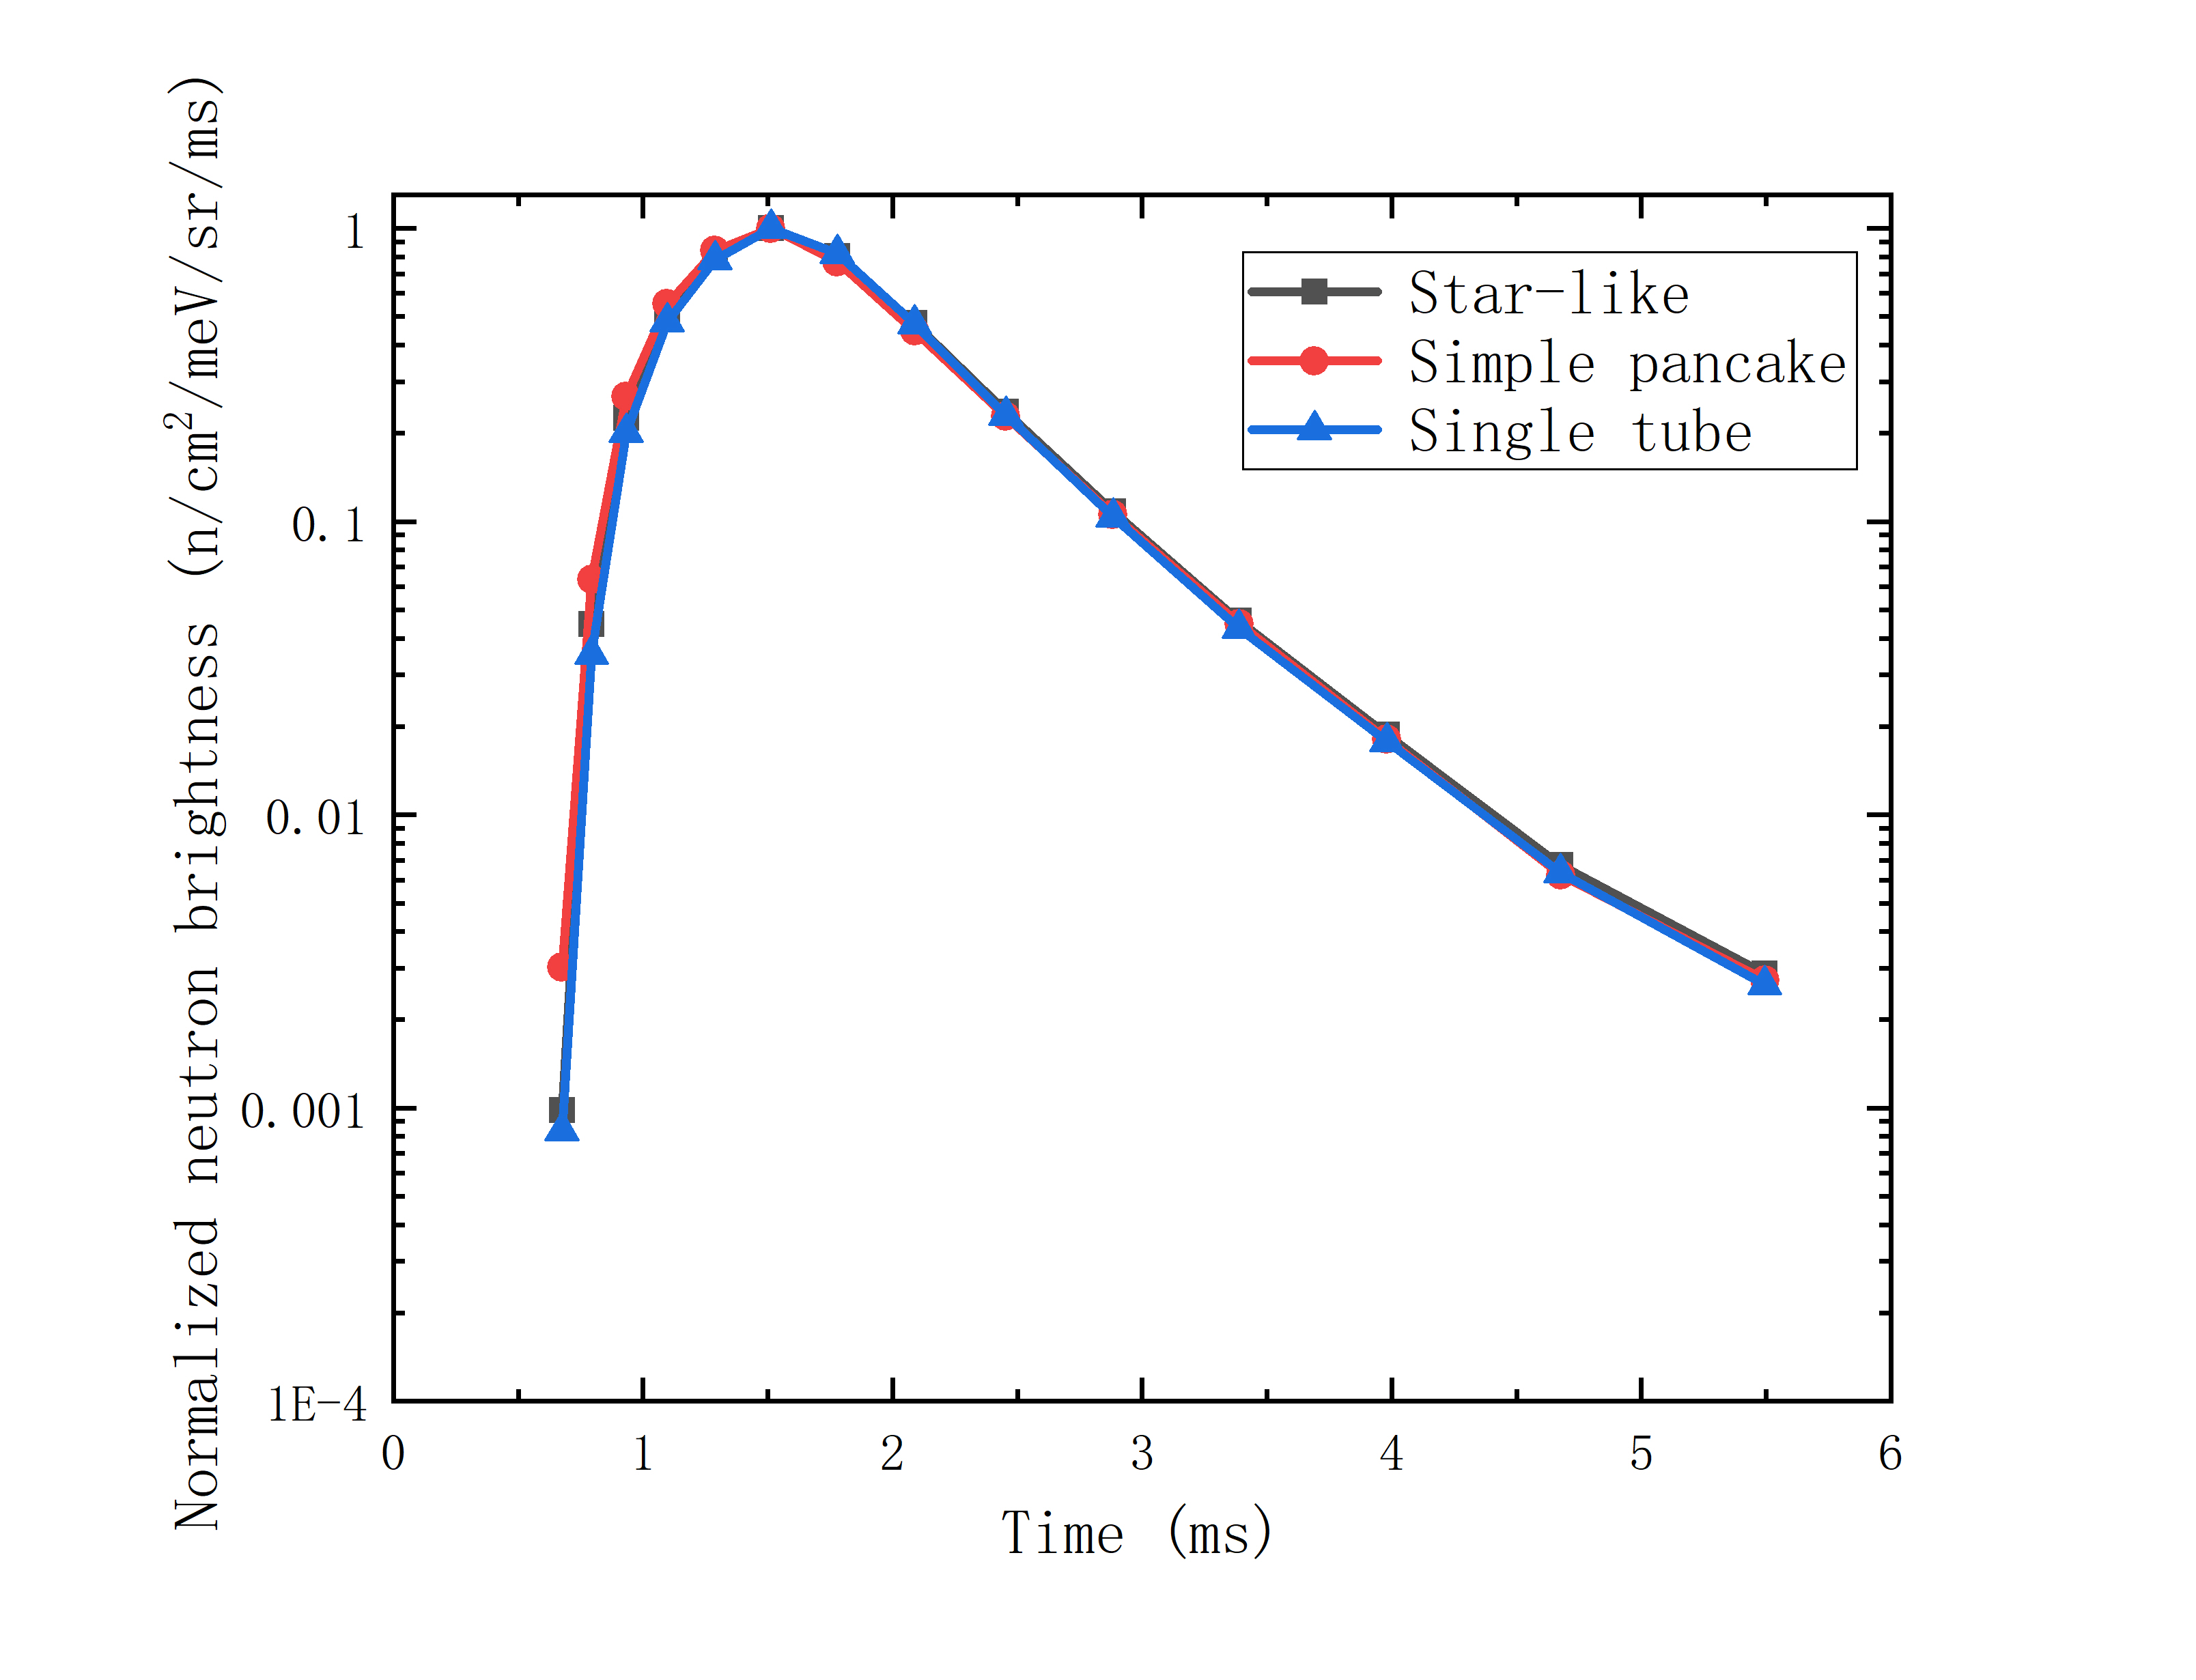 Normalized neutron brightness (n/cm²/meV/sr/ms)
1
0.1
0.01
0.001
1E-4
Star-like
Simple pancake
Single tube
0 1 2 3 4 5 6
Time (ms)